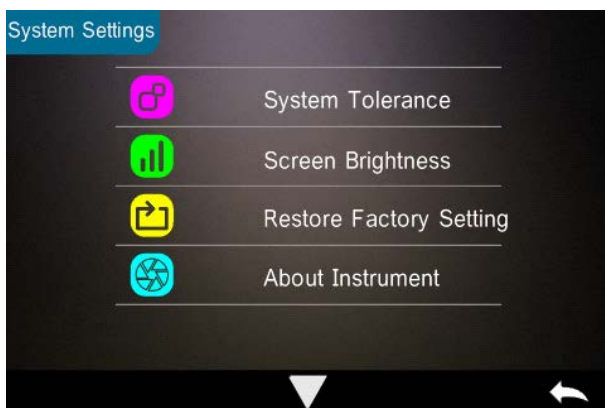 System Settings
System Tolerance
Screen Brightness
Restore Factory Setting
About Instrument